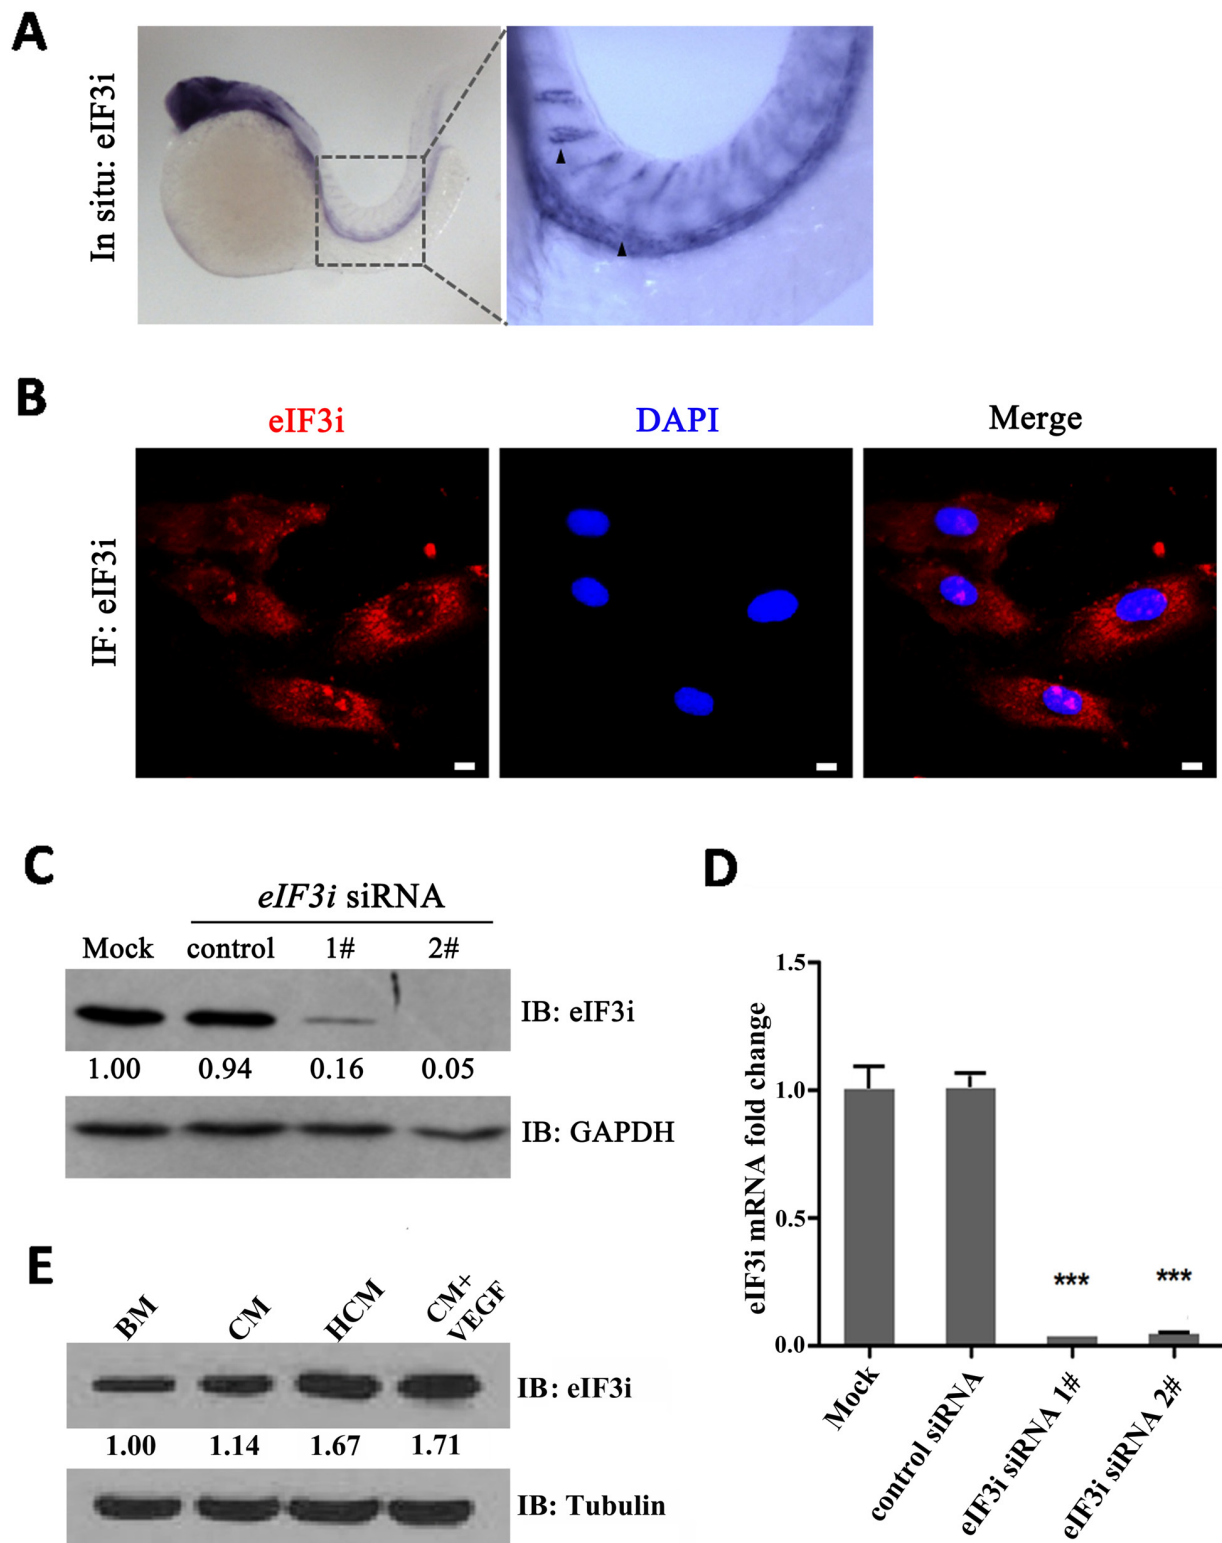 A
In situ: eIF3i
B
eIF3i
DAPI
Merge
IF: eIF3i
C
eIF3i siRNA
Mock control 1# 2#
IB: eIF3i
1.00 0.94 0.16 0.05
IB: GAPDH
D
eIF3i mRNA fold change
1.5
1.0
0.5
0.0
*** ***
Mock
control siRNA
eIF3i siRNA 1#
eIF3i siRNA 2#
E
BM
CM
HCM
CM+
VEGF
IB: eIF3i
1.00 1.14 1.67 1.71
IB: Tubulin